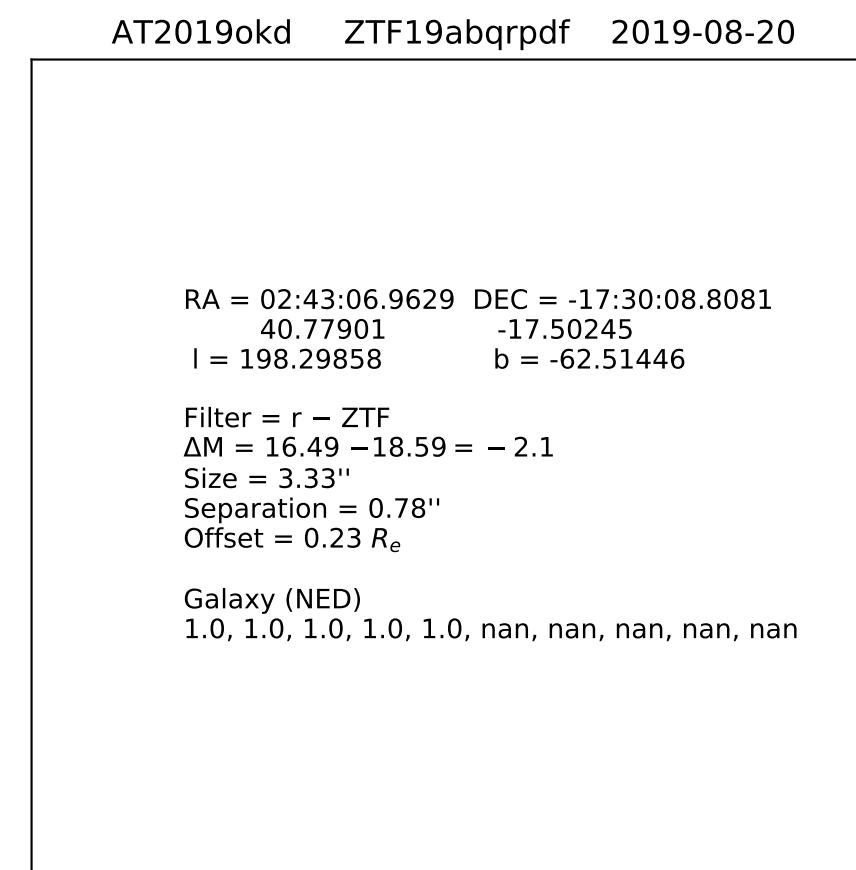 AT2019okd ZTF19abqrpdf 2019-08-20
RA = 02:43:06.9629 DEC = -17:30:08.8081
40.77901 -17.50245
l = 198.29858 b = -62.51446
Filter = r − ZTF
ΔM = 16.49 −18.59 = − 2.1
Size = 3.33''
Separation = 0.78''
Offset = 0.23 Re
Galaxy (NED)
1.0, 1.0, 1.0, 1.0, 1.0, nan, nan, nan, nan, nan